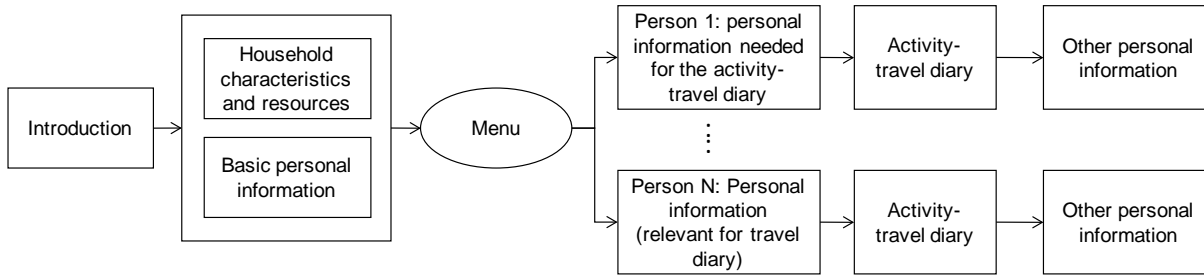 Introduction
Household
characteristics
and resources
Basic personal
information
Menu
Person 1: personal
information needed
for the activity-
travel diary
Activity-
travel diary
Other personal
information
Person N: Personal
information
(relevant for travel
diary)
Activity-
travel diary
Other personal
information